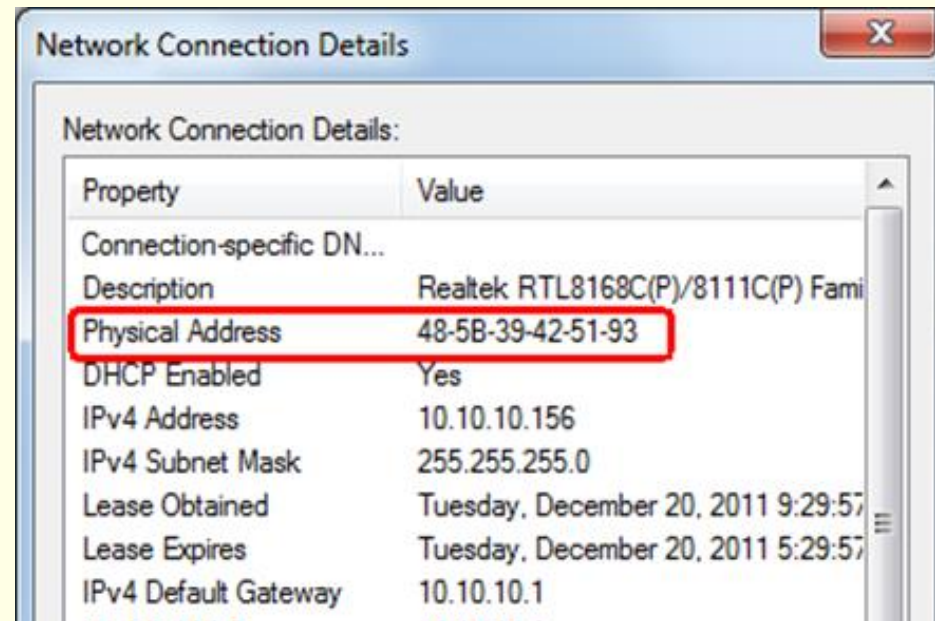 Network Connection Details
Network Connection Details:
Property Value
Connection-specific DN...
Description Realtek RTL8168C(P)/8111C(P) Fami
Physical Address 48-5B-39-42-51-93
DHCP Enabled Yes
IPv4 Address 10.10.10.156
IPv4 Subnet Mask 255.255.255.0
Lease Obtained Tuesday, December 20, 2011 9:29:57
Lease Expires Tuesday, December 20, 2011 5:29:57
IPv4 Default Gateway 10.10.10.1